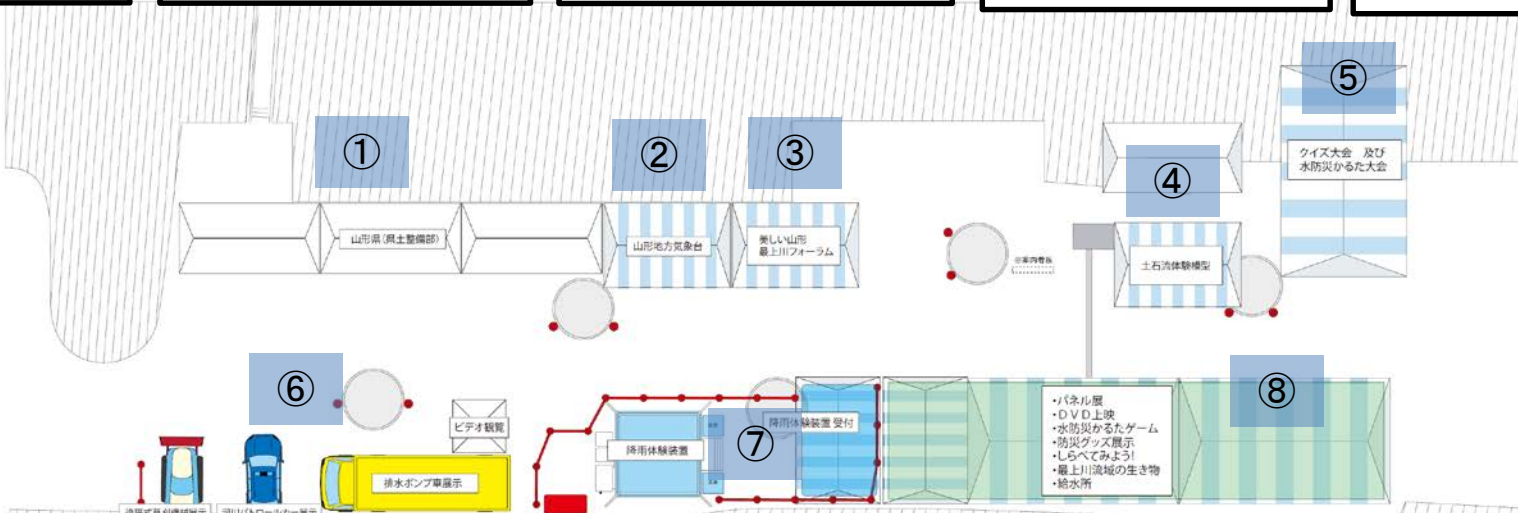 ⑤
①
②
③
クイズ大会　及び
水防災かるた大会
④
山形県（県土整備部）
山形地方気象台
美しい山形
最上川フォーラム
土石流体験模型
⑥
⑧
ビデオ観覧
降雨体験装置
⑦
降雨体験装置 受付
・パネル展
・DVD上映
・水防災かるたゲーム
・防災グッズ展示
・しらべてみよう！
・最上川流域の生き物
・給水所
排水ポンプ車展示